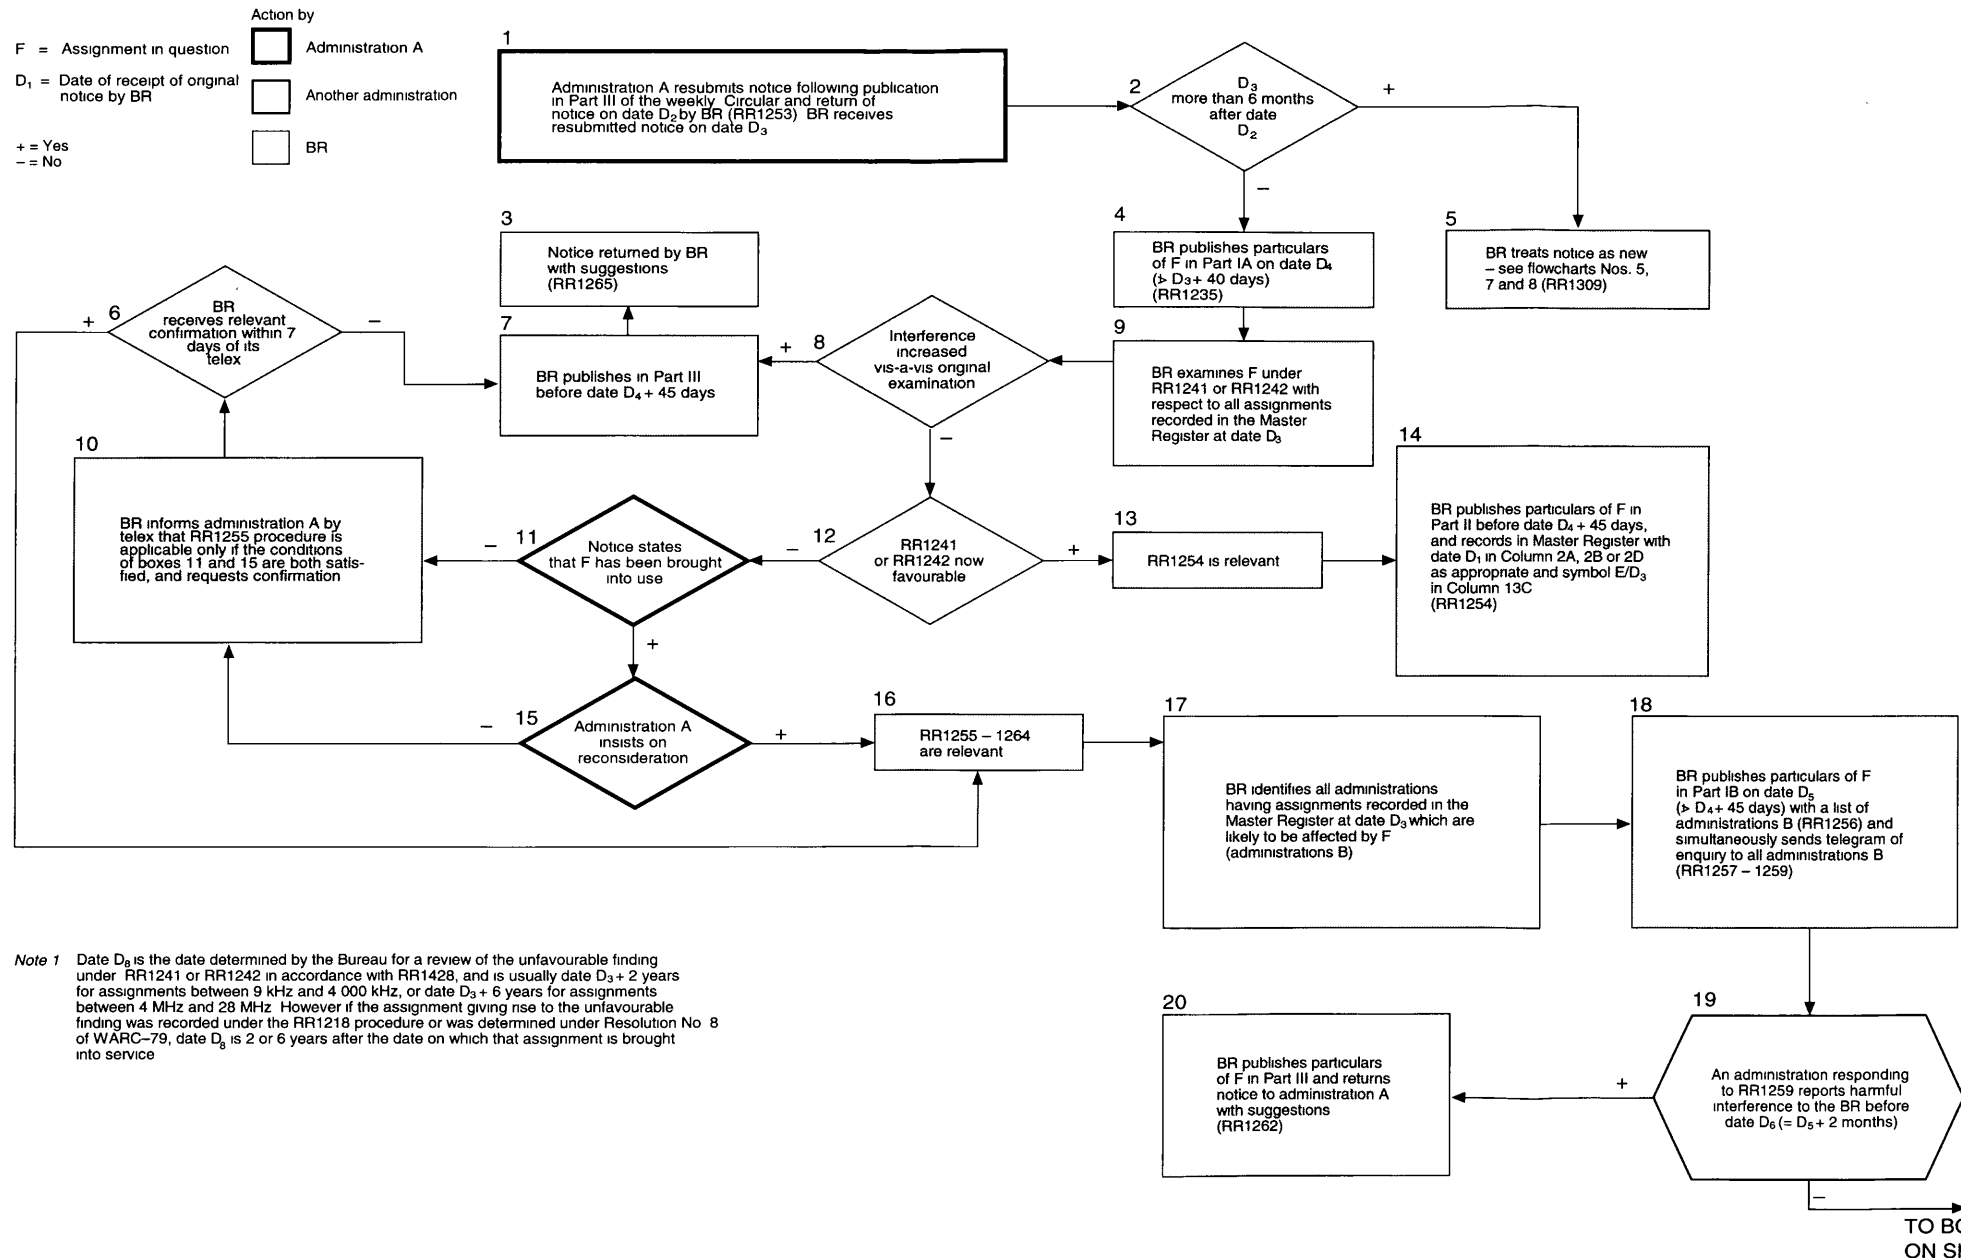 Action by
F = Assignment in question
Administration A
D1 = Date of receipt of original
notice by BR
Another administration
+ = Yes
– = No
BR
1
Administration A resubmits notice following publication
in Part III of the weekly Circular and return of
notice on date D2 by BR (RR1253) BR receives
resubmitted notice on date D3
2
D3
more than 6 months
after date
D2
+
–
3
Notice returned by BR
with suggestions
(RR1265)
4
BR publishes particulars
of F in Part IA on date D4
(≯ D3 + 40 days)
(RR1235)
5
BR treats notice as new
– see flowcharts Nos. 5,
7 and 8 (RR1309)
6
BR
receives relevant
confirmation within 7
days of its
telex
+
–
7
BR publishes in Part III
before date D4 + 45 days
8
Interference
increased
vis-a-vis original
examination
+
–
9
BR examines F under
RR1241 or RR1242 with
respect to all assignments
recorded in the Master
Register at date D3
10
BR informs administration A by
telex that RR1255 procedure is
applicable only if the conditions
of boxes 11 and 15 are both satis-
fied, and requests confirmation
11
Notice states
that F has been brought
into use
–
+
12
RR1241
or RR1242 now
favourable
–
+
13
RR1254 is relevant
14
BR publishes particulars of F in
Part II before date D4 + 45 days,
and records in Master Register with
date D1 in Column 2A, 2B or 2D
as appropriate and symbol E/D3
in Column 13C
(RR1254)
15
Administration A
insists on
reconsideration
–
+
16
RR1255 – 1264
are relevant
17
BR identifies all administrations
having assignments recorded in the
Master Register at date D3 which are
likely to be affected by F
(administrations B)
18
BR publishes particulars of F
in Part IB on date D5
(≯ D4 + 45 days) with a list of
administrations B (RR1256) and
simultaneously sends telegram of
enquiry to all administrations B
(RR1257 – 1259)
Note 1 Date D8 is the date determined by the Bureau for a review of the unfavourable finding
under RR1241 or RR1242 in accordance with RR1428, and is usually date D3 + 2 years
for assignments between 9 kHz and 4 000 kHz, or date D3 + 6 years for assignments
between 4 MHz and 28 MHz However if the assignment giving rise to the unfavourable
finding was recorded under the RR1218 procedure or was determined under Resolution No 8
of WARC–79, date D8 is 2 or 6 years after the date on which that assignment is brought
into service
19
An administration responding
to RR1259 reports harmful
interference to the BR before
date D6 (= D5 + 2 months)
+
–
20
BR publishes particulars
of F in Part III and returns
notice to administration A
with suggestions
(RR1262)
TO
ON